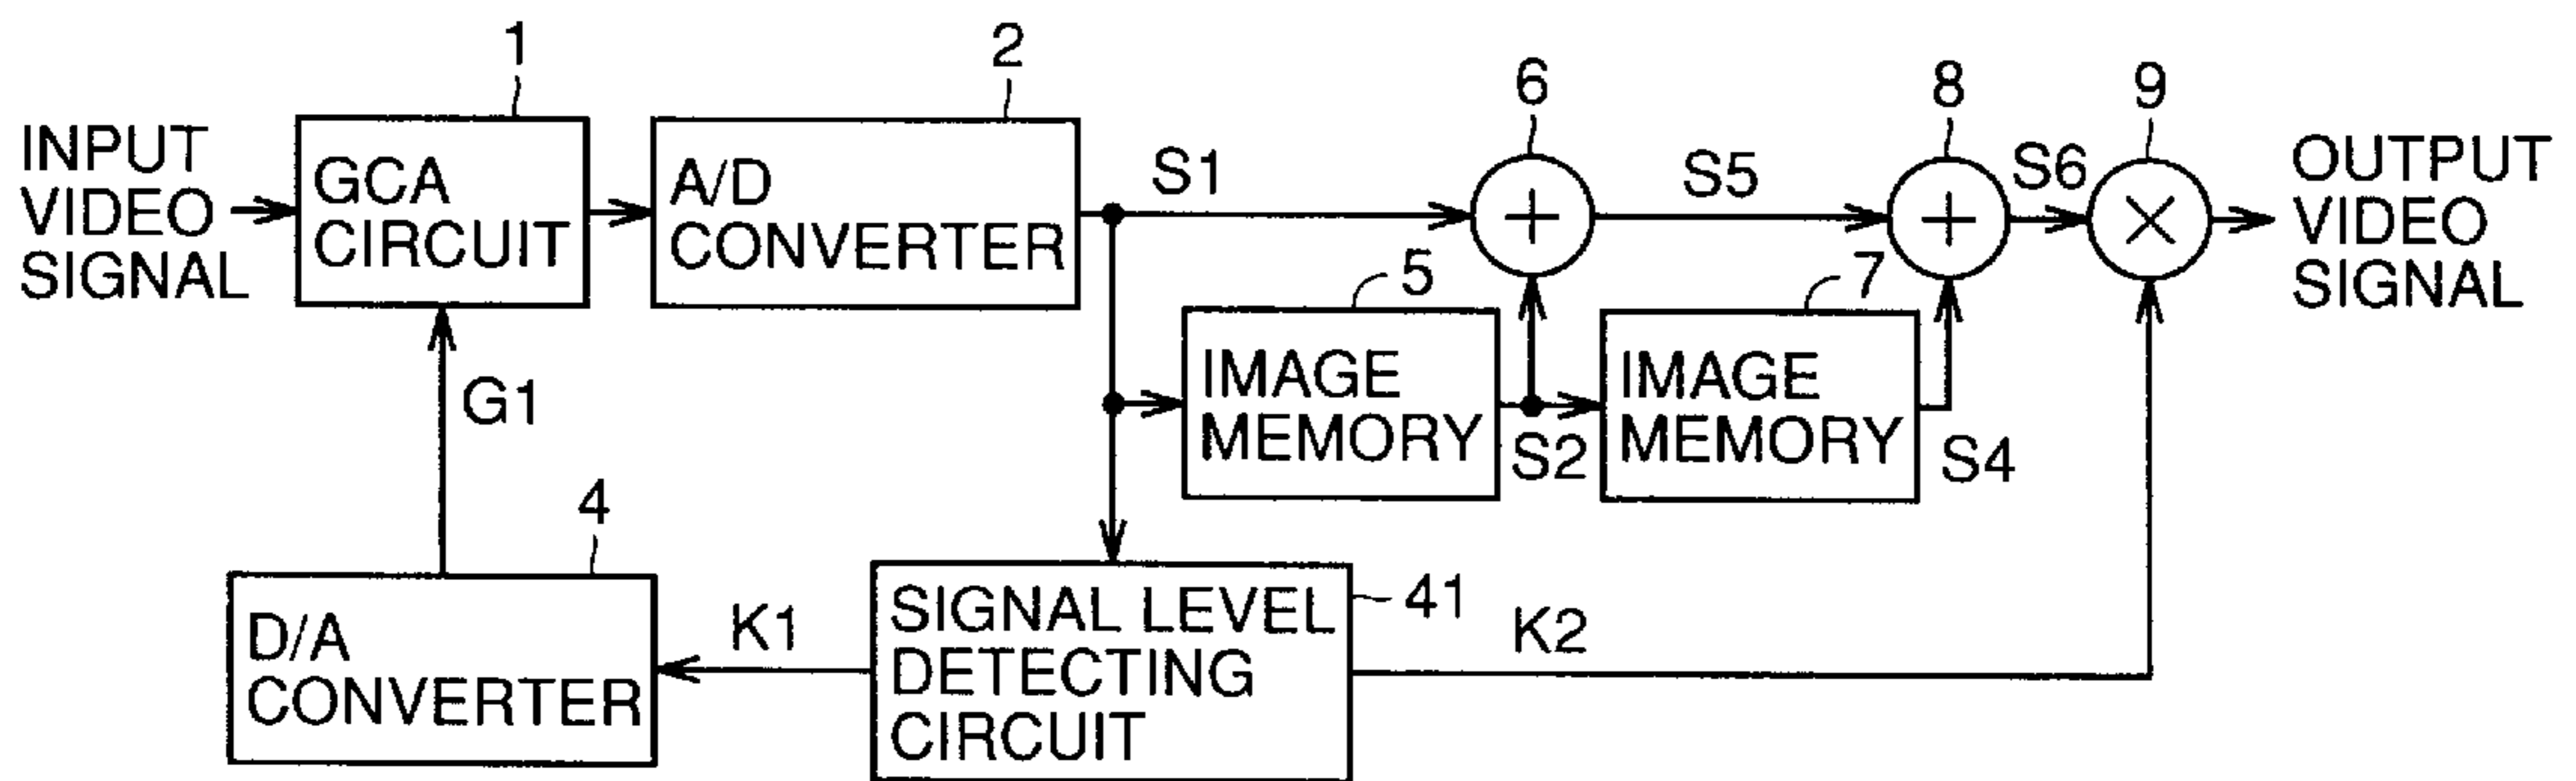 1
2
6
8
9
INPUT
VIDEO
SIGNAL
GCA
CIRCUIT
A/D
CONVERTER
S1
S5
S6
OUTPUT
VIDEO
SIGNAL
5
7
IMAGE
MEMORY
S2
IMAGE
MEMORY
S4
G1
4
D/A
CONVERTER
K1
SIGNAL LEVEL
DETECTING
CIRCUIT
41
K2
+
+
×